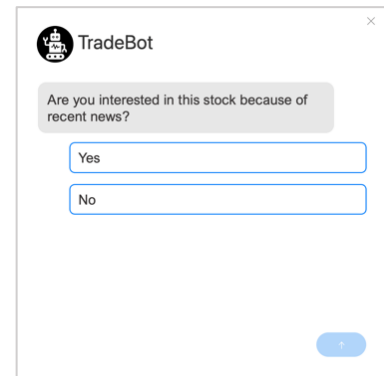 TradeBot
Are you interested in this stock because of
recent news?
Yes
No